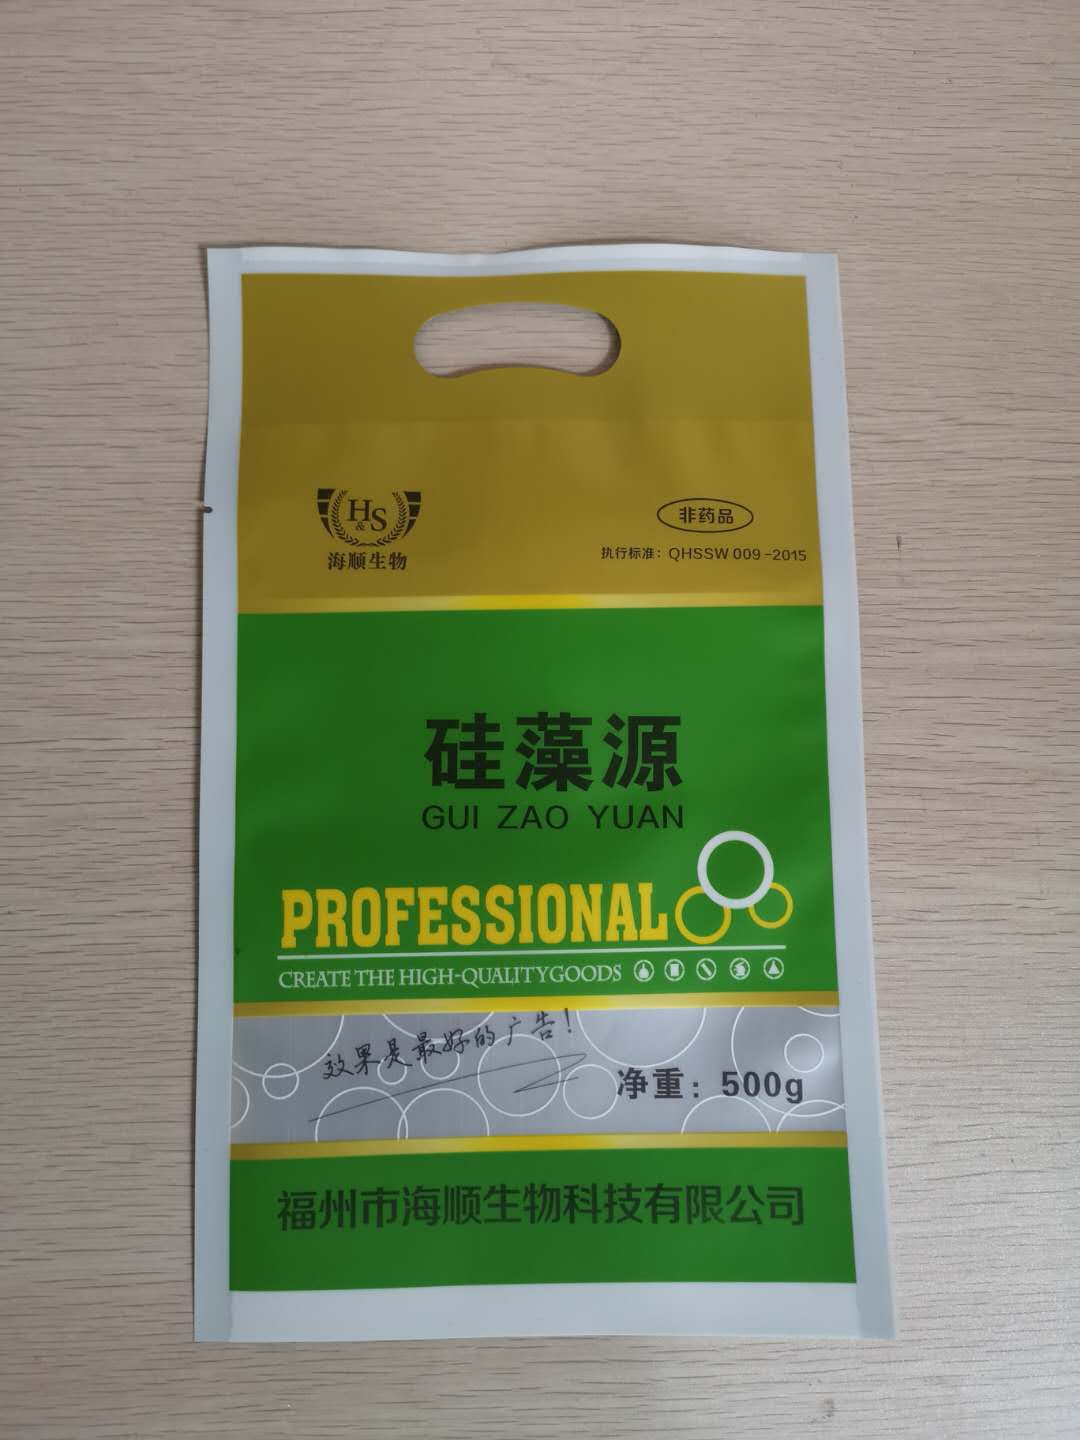 H&S
海顺生物
非药品
执行标准：QHSSW 009-2015
硅藻源
GUI ZAO YUAN
PROFESSIONAL
CREATE THE HIGH-QUALITYGOODS
效果是最好的广告！
净重：500g
福州市海顺生物科技有限公司